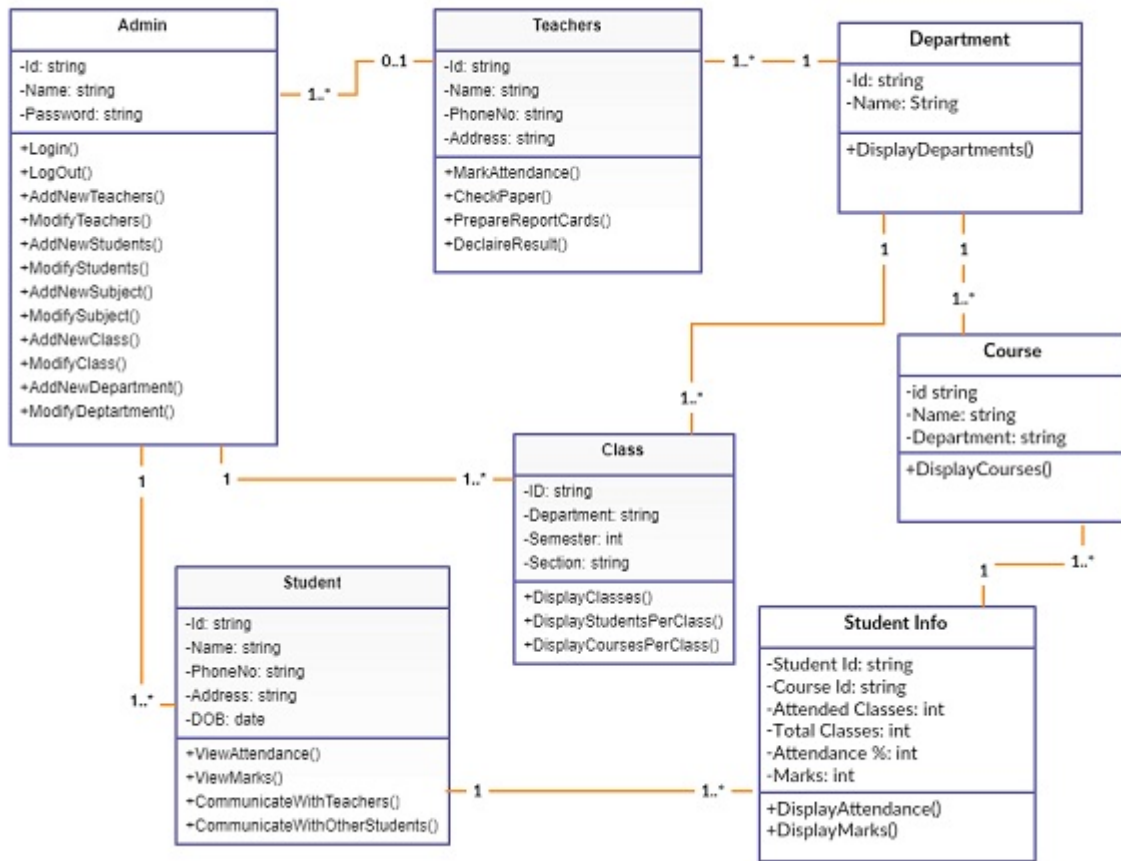 Admin
-Id: string
-Name: string
-Password: string
+Login()
+LogOut()
+AddNewTeachers()
+ModifyTeachers()
+AddNewStudents()
+ModifyStudents()
+AddNewSubject()
+ModifySubject()
+AddNewClass()
+ModifyClass()
+AddNewDepartment()
+ModifyDeptartment()
1..*
0..1
Teachers
-Id: string
-Name: string
-PhoneNo: string
-Address: string
+MarkAttendance()
+CheckPaper()
+PrepareReportCards()
+DeclaireResult()
1..*
1
Department
-Id: string
-Name: String
+DisplayDepartments()
1
1
1..*
1..*
Course
-id string
-Name: string
-Department: string
+DisplayCourses()
1
1
1..*
Class
-ID: string
-Department: string
-Semester: int
-Section: string
+DisplayClasses()
+DisplayStudentsPerClass()
+DisplayCoursesPerClass()
1..*
1
1..*
Student
-Id: string
-Name: string
-PhoneNo: string
-Address: string
-DOB: date
+ViewAttendance()
+ViewMarks()
+CommunicateWithTeachers()
+CommunicateWithOtherStudents()
1
1..*
Student Info
-Student Id: string
-Course Id: string
-Attended Classes: int
-Total Classes: int
-Attendance %: int
-Marks: int
+DisplayAttendance()
+DisplayMarks()